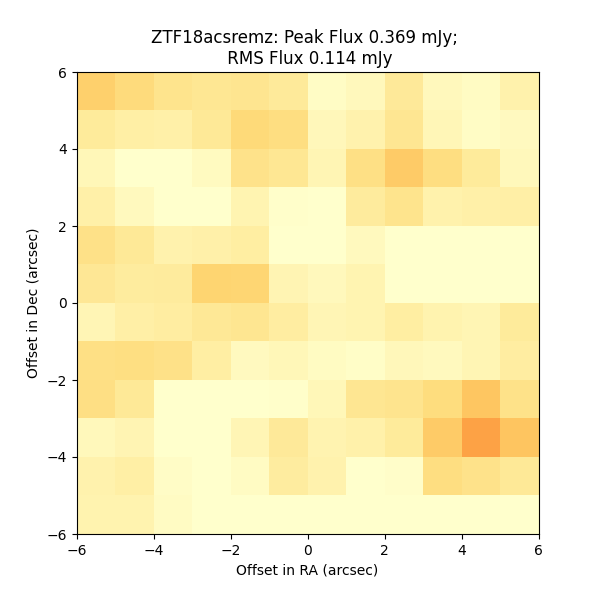 ZTF18acsremz: Peak Flux 0.369 mJy;
RMS Flux 0.114 mJy
6
4
2
0
−2
−4
−6
Offset in Dec (arcsec)
−6 −4 −2 0 2 4 6
Offset in RA (arcsec)